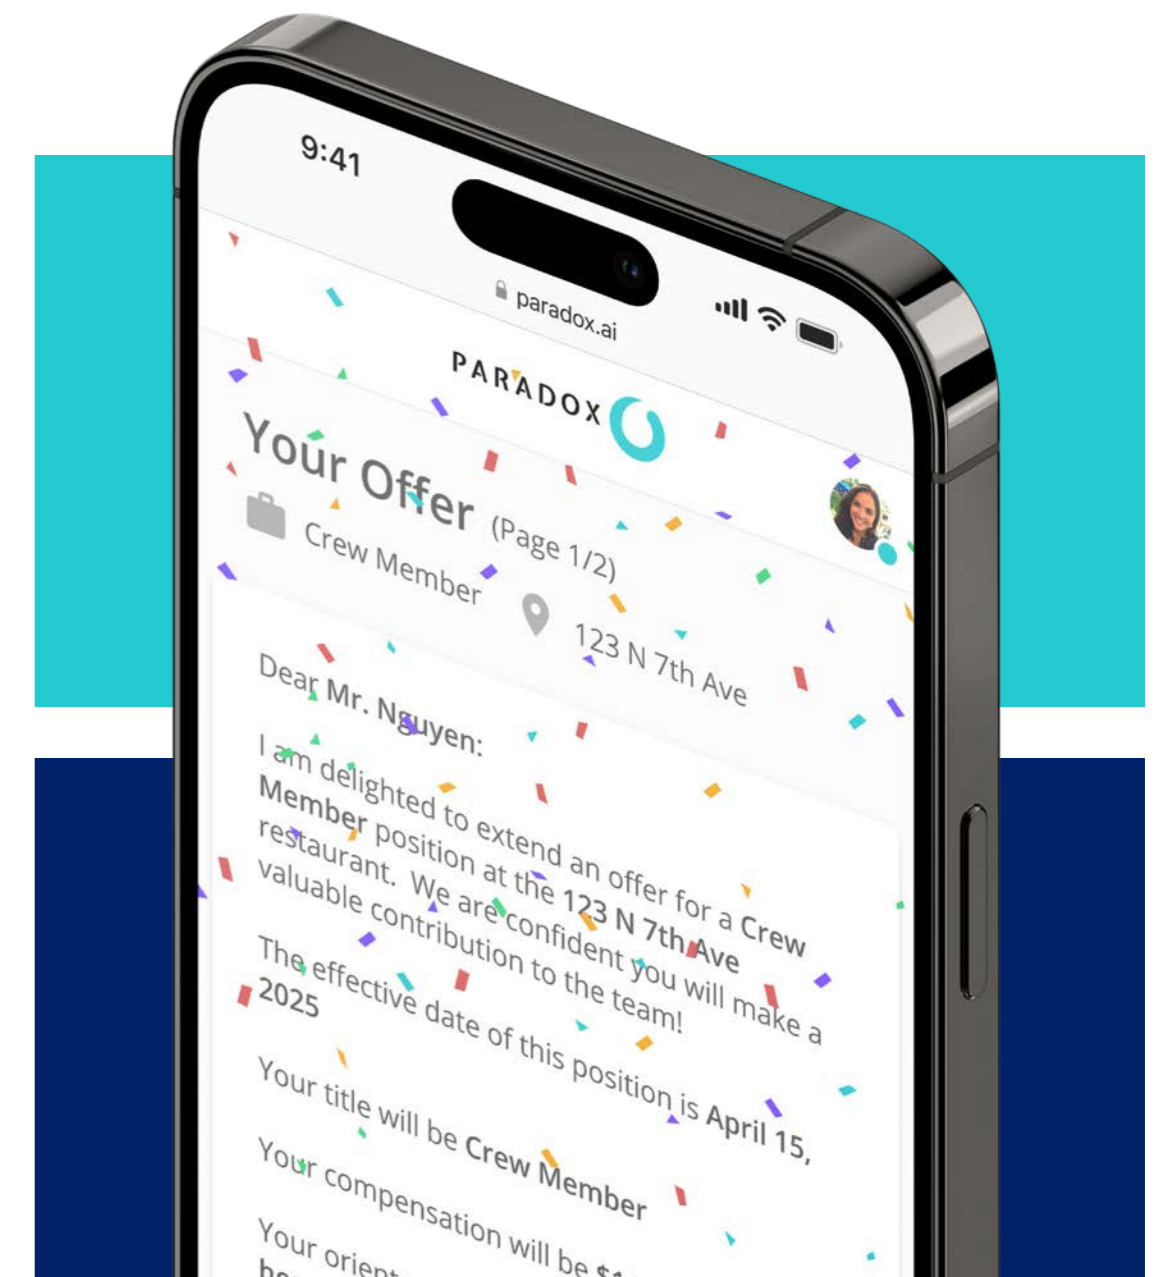 9:41
paradox.ai
PARADOX
Your Offer (Page 1/2)
Crew Member
123 N 7th Ave
Dear Mr. Nguyen:
I am delighted to extend an offer for a Crew
Member position at the 123 N 7th Ave
restaurant. We are confident you will make a
valuable contribution to the team!
The effective date of this position is April 15,
2025
Your title will be Crew Member
Your compensation will be
Your